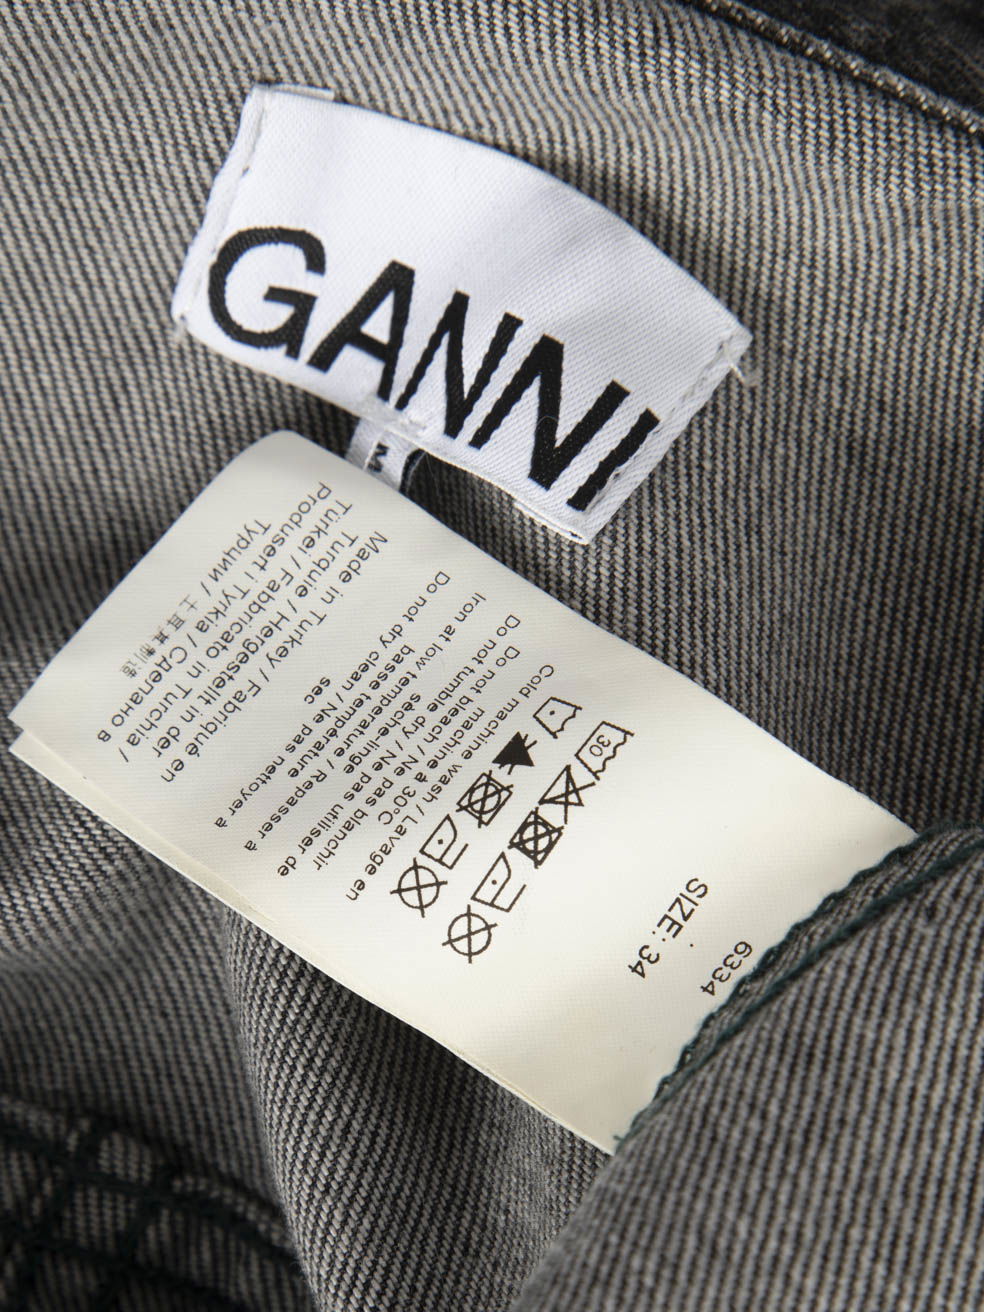 GANNI
M
6334
SIZE: 34
30
Cold machine wash / Lavage en
machine à 30°C
Do not bleach / Ne pas blanchir
Do not tumble dry / Ne pas utiliser de
sèche-linge
Iron at low temperature / Repasser à
basse température
Do not dry clean / Ne pas nettoyer à
sec
Made in Turkey / Fabriqué en
Turquie / Hergestellt in der
Türkei / Fabbricato in Turchia /
Produsert i Tyrkia / Сделано в
Турции / 土耳其制造